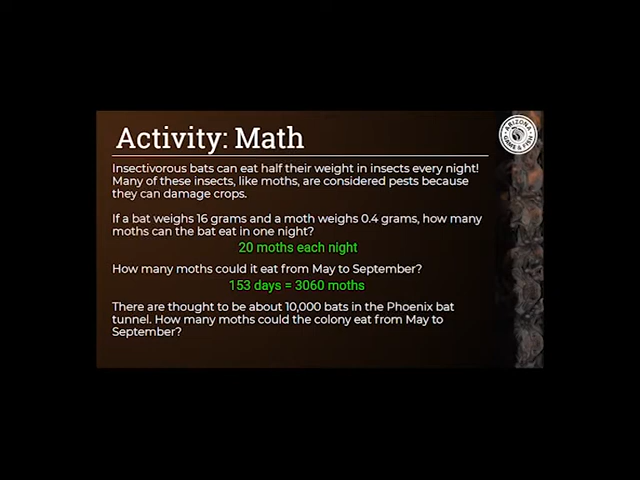 Activity: Math
ARIZONA
GAME & FISH
Insectivorous bats can eat half their weight in insects every night!
Many of these insects, like moths, are considered pests because
they can damage crops.
If a bat weighs 16 grams and a moth weighs 0.4 grams, how many
moths can the bat eat in one night?
20 moths each night
How many moths could it eat from May to September?
153 days = 3060 moths
There are thought to be about 10,000 bats in the Phoenix bat
tunnel. How many moths could the colony eat from May to
September?